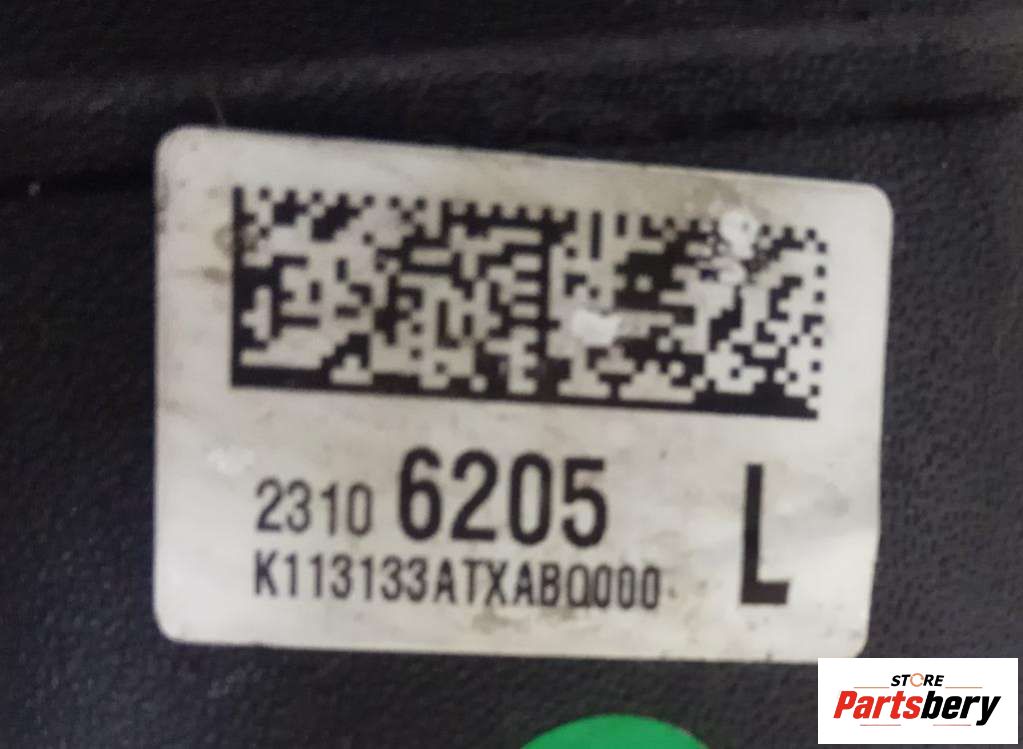 2310 6205
L
K113133ATXABQ000
STORE
Partsbery